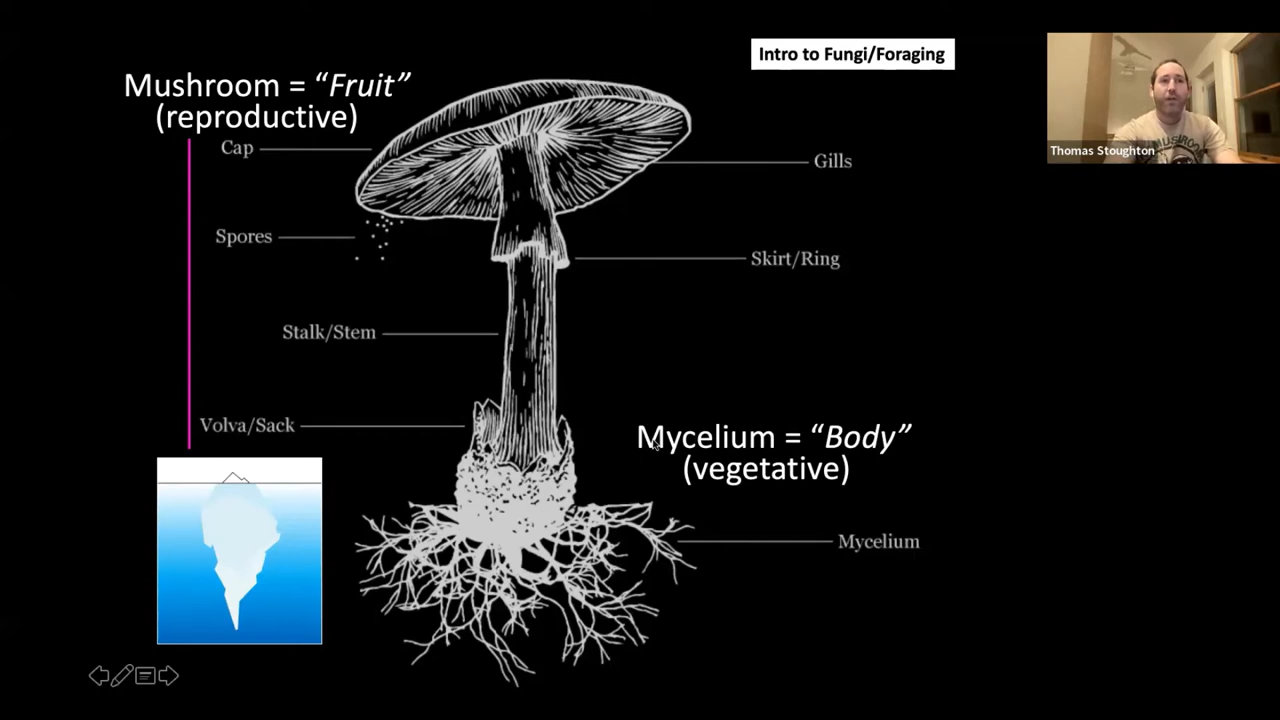 Intro to Fungi/Foraging
Mushroom = “Fruit”
(reproductive)
Cap
Gills
Thomas Stoughton
Spores
Skirt/Ring
Stalk/Stem
Volva/Sack
Mycelium = “Body”
(vegetative)
Mycelium